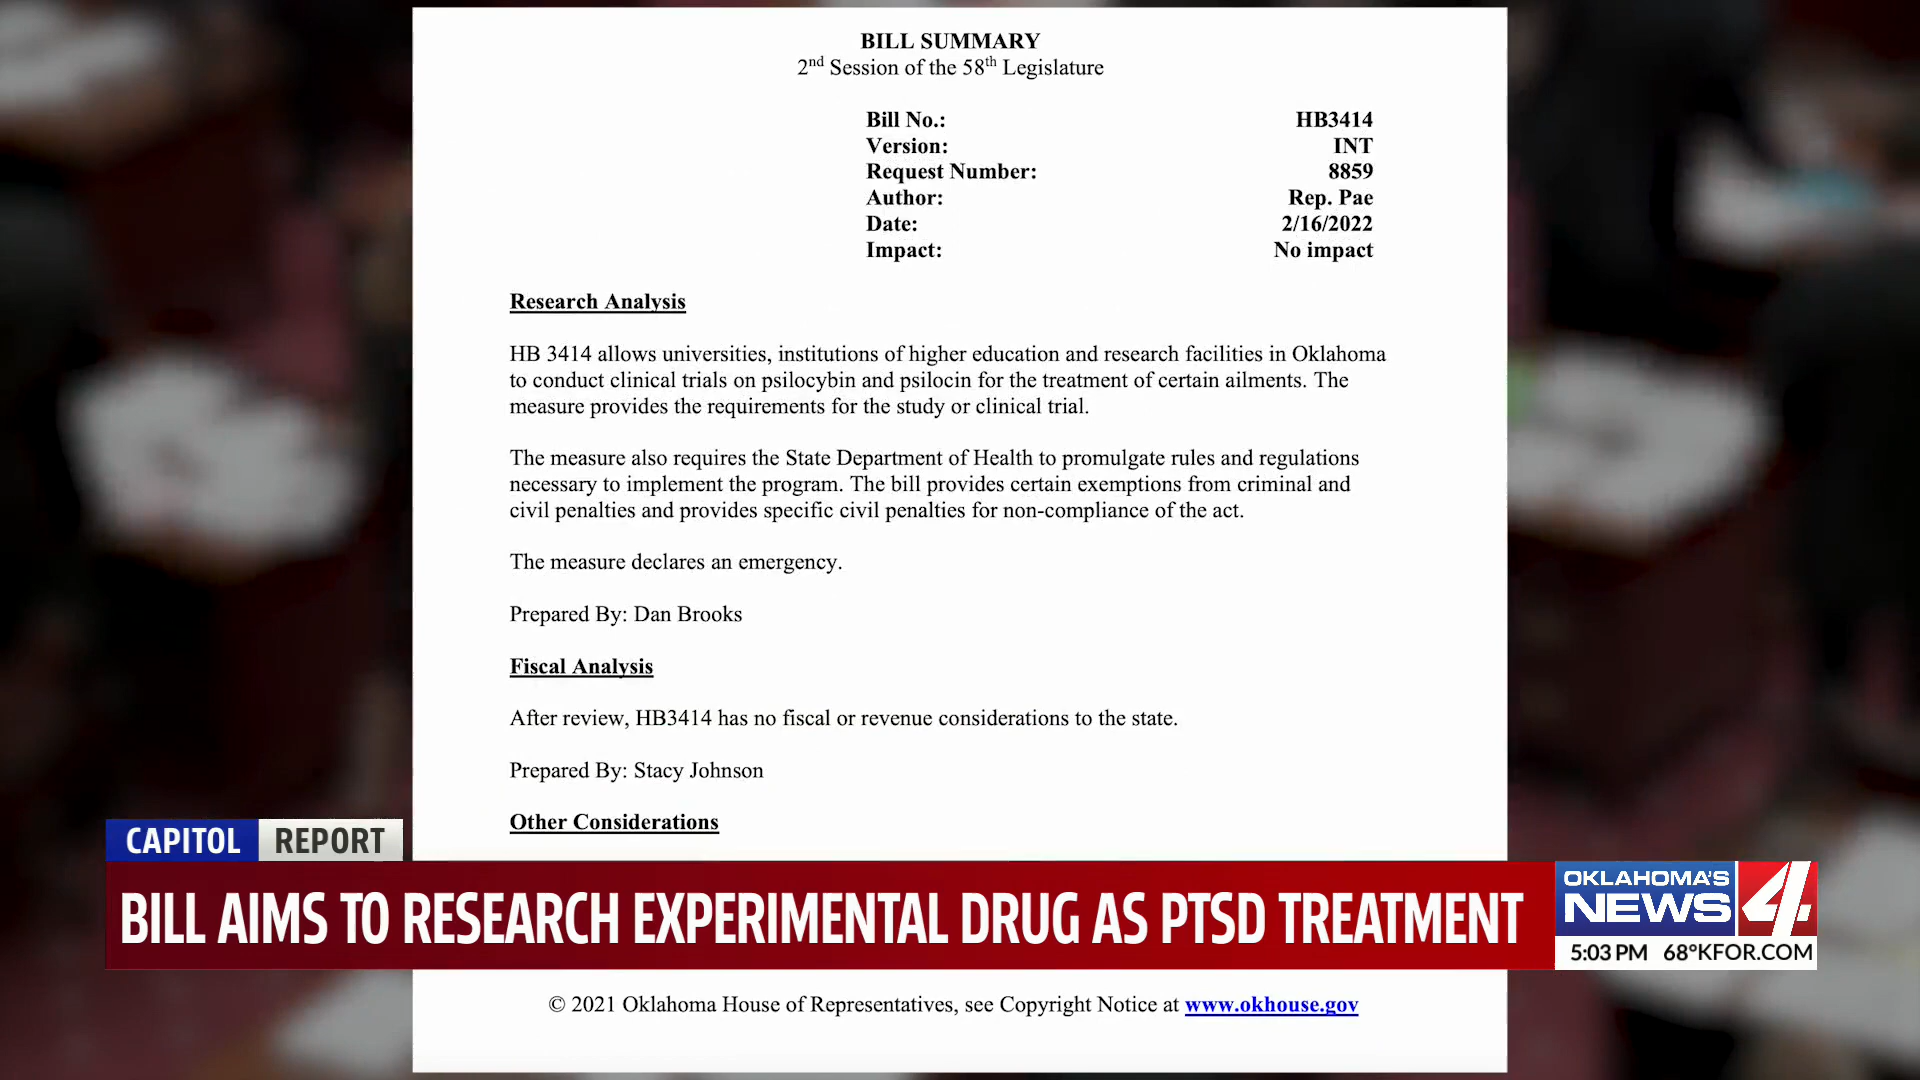 BILL SUMMARY
2nd Session of the 58th Legislature
Bill No.: HB3414
Version: INT
Request Number: 8859
Author: Rep. Pae
Date: 2/16/2022
Impact: No impact
Research Analysis
HB 3414 allows universities, institutions of higher education and research facilities in Oklahoma
to conduct clinical trials on psilocybin and psilocin for the treatment of certain ailments. The
measure provides the requirements for the study or clinical trial.
The measure also requires the State Department of Health to promulgate rules and regulations
necessary to implement the program. The bill provides certain exemptions from criminal and
civil penalties and provides specific civil penalties for non-compliance of the act.
The measure declares an emergency.
Prepared By: Dan Brooks
Fiscal Analysis
After review, HB3414 has no fiscal or revenue considerations to the state.
Prepared By: Stacy Johnson
Other Considerations
CAPITOL REPORT
BILL AIMS TO RESEARCH EXPERIMENTAL DRUG AS PTSD TREATMENT
OKLAHOMA'S
NEWS 4
5:03 PM 68° KFOR.COM
© 2021 Oklahoma House of Representatives, see Copyright Notice at www.okhouse.gov